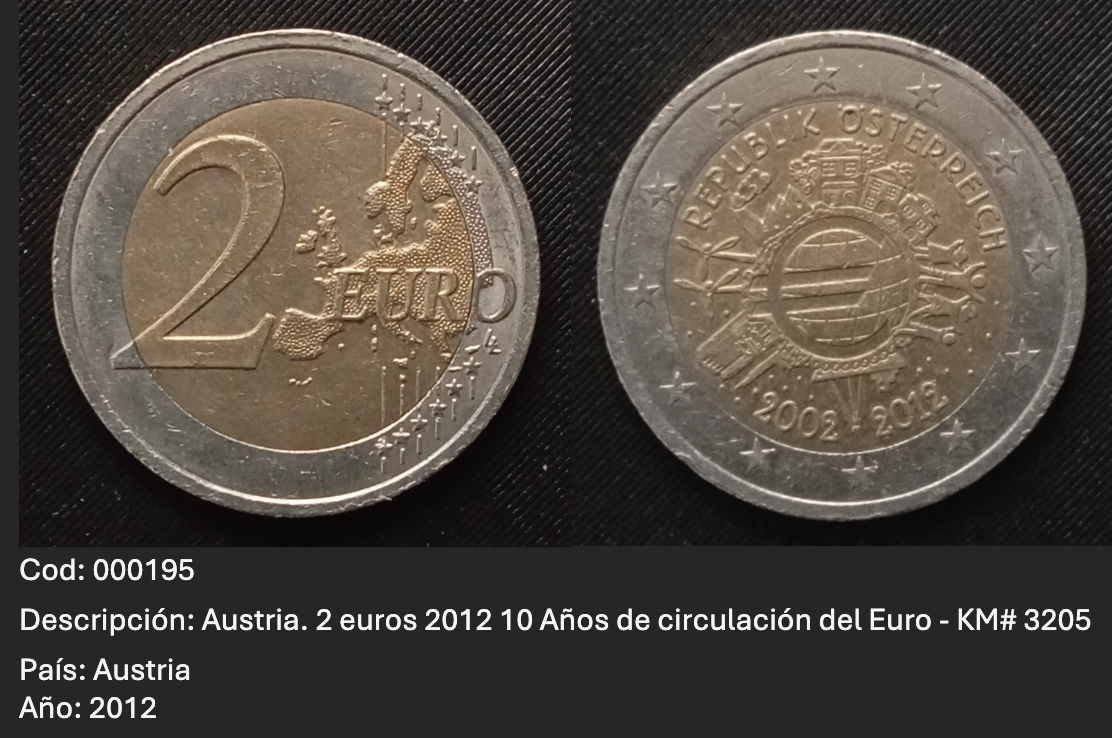 2 EURO
REPUBLIK ÖSTERREICH
2002 2012
Cod: 000195
Descripción: Austria. 2 euros 2012 10 Años de circulación del Euro - KM# 3205
País: Austria
Año: 2012